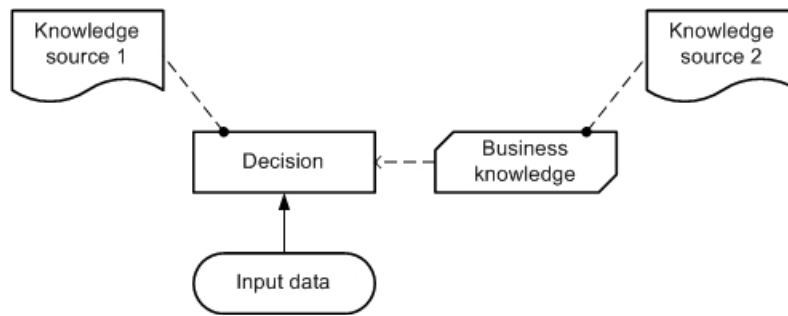 Knowledge
source 1
Knowledge
source 2
Decision
Business
knowledge
Input data